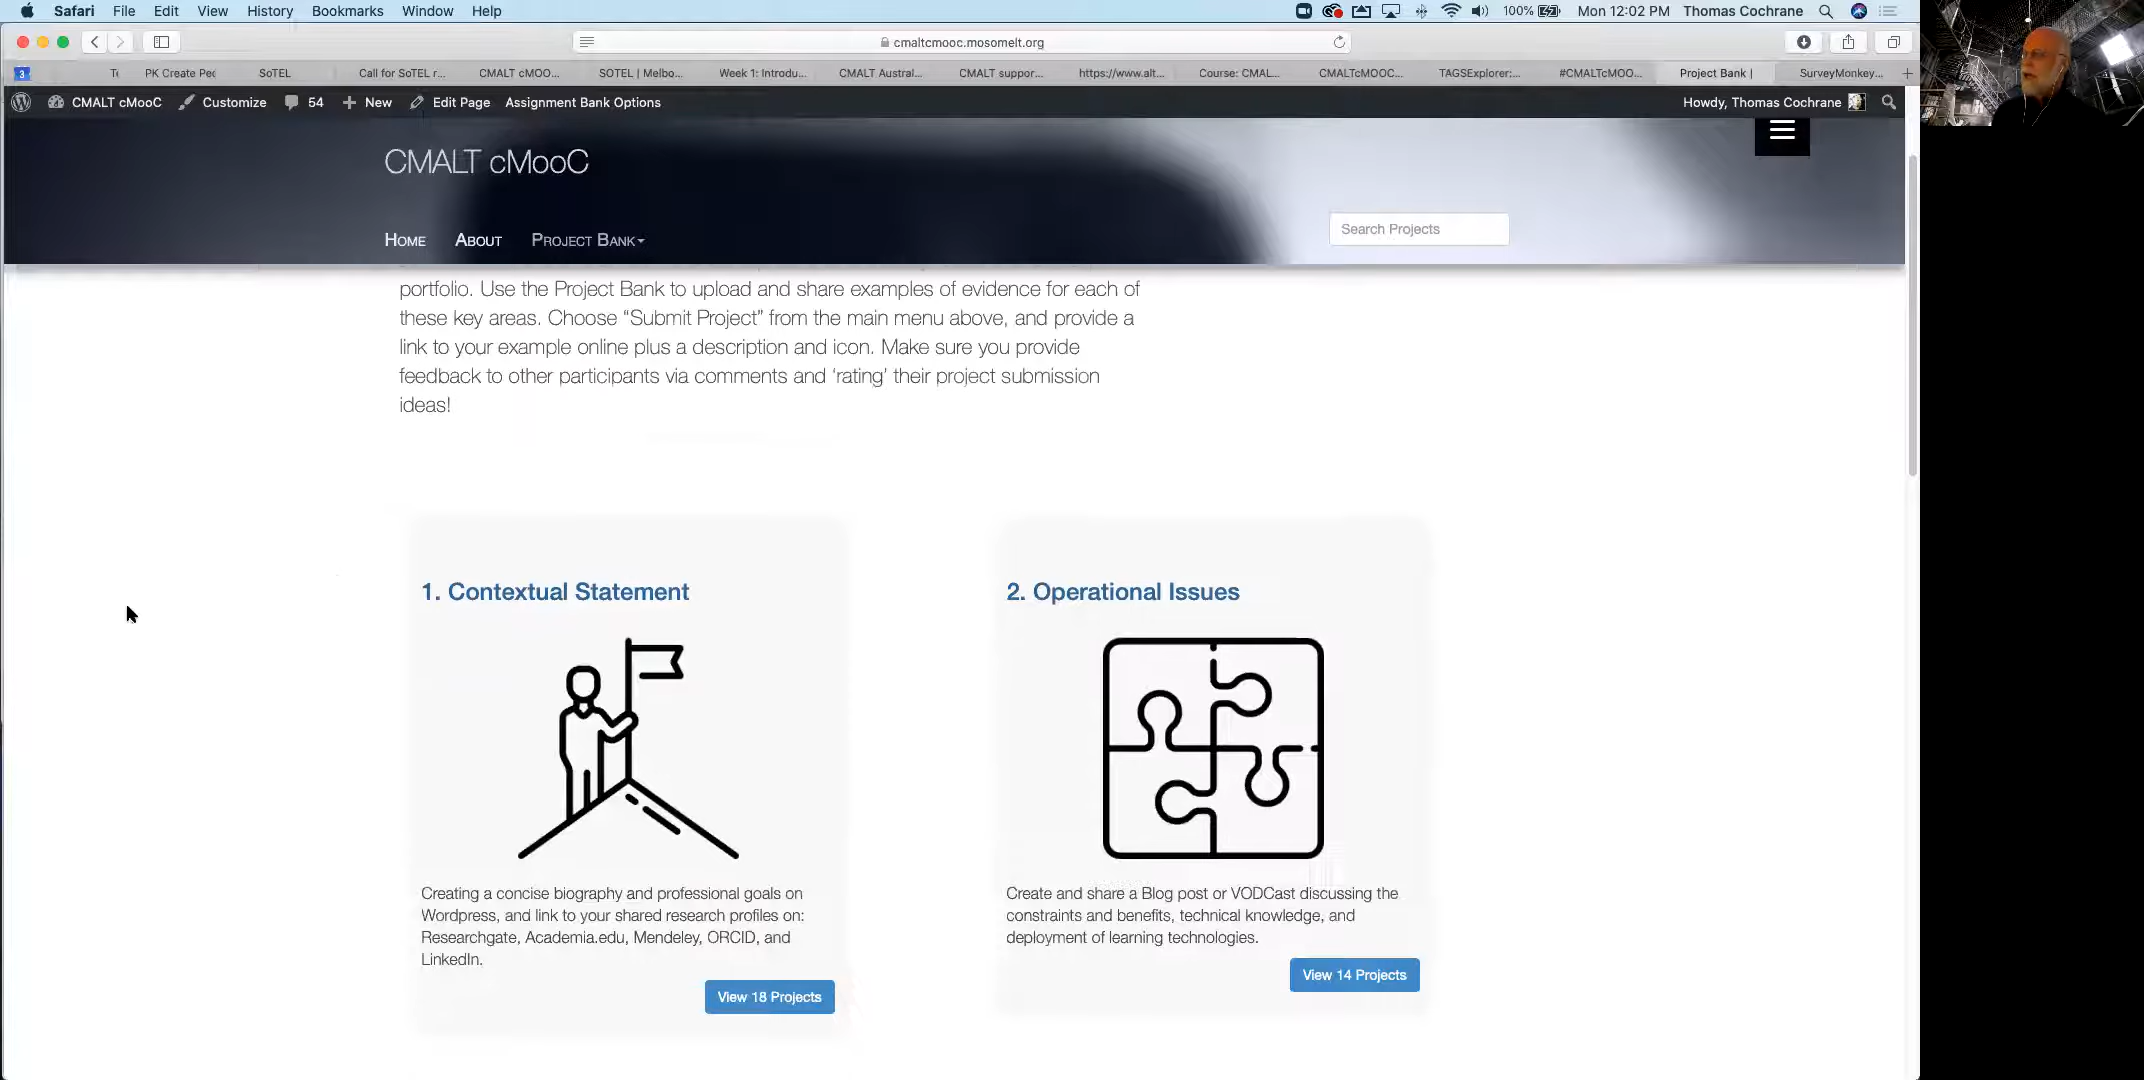 Safari File Edit View History Bookmarks Window Help 100% Mon 12:02 PM Thomas Cochrane
cmaltcmooc.mosomelt.org
3 PK Create Pec SoTEL Call for SoTEL r... CMALT cMOO... SOTEL | Melbo... Week 1: Introdu... CMALT Austral... CMALT suppor... https://www.alt... Course: CMAL... CMALTcMOOC... TAGSExplorer:... #CMALTcMOO... Project Bank | SurveyMonkey...
CMALT cMooC Customize 54 New Edit Page Assignment Bank Options Howdy, Thomas Cochrane
CMALT cMooC
Home About Project Bank Search Projects
portfolio. Use the Project Bank to upload and share examples of evidence for each of
these key areas. Choose “Submit Project” from the main menu above, and provide a
link to your example online plus a description and icon. Make sure you provide
feedback to other participants via comments and ‘rating’ their project submission
ideas!
1. Contextual Statement
Creating a concise biography and professional goals on
Wordpress, and link to your shared research profiles on:
Researchgate, Academia.edu, Mendeley, ORCID, and
LinkedIn.
View 18 Projects
2. Operational Issues
Create and share a Blog post or VODCast discussing the
constraints and benefits, technical knowledge, and
deployment of learning technologies.
View 14 Projects